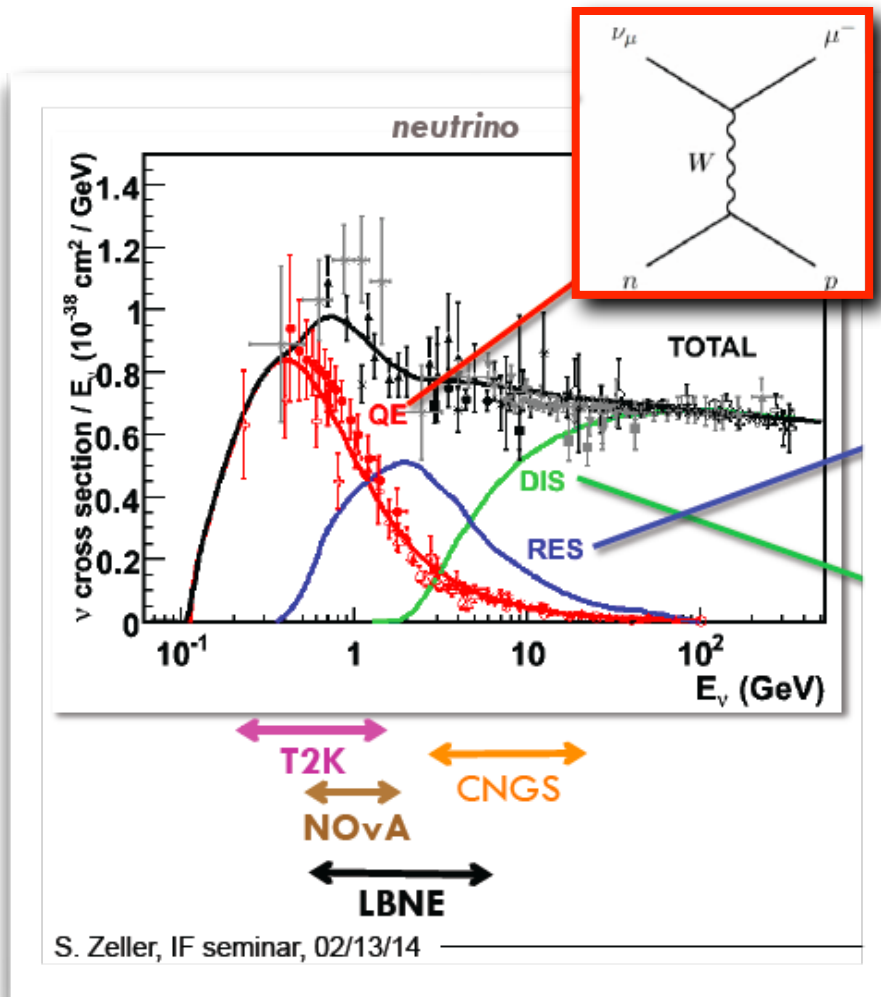 ν_μ
μ⁻
W
n
p
neutrino
ν cross section / E_ν (10⁻³⁸ cm² / GeV)
1.4
1.2
1
0.8
0.6
0.4
0.2
0
TOTAL
QE
DIS
RES
10⁻¹
1
10
10²
E_ν (GeV)
T2K
CNGS
NOνA
LBNE
S. Zeller, IF seminar, 02/13/14